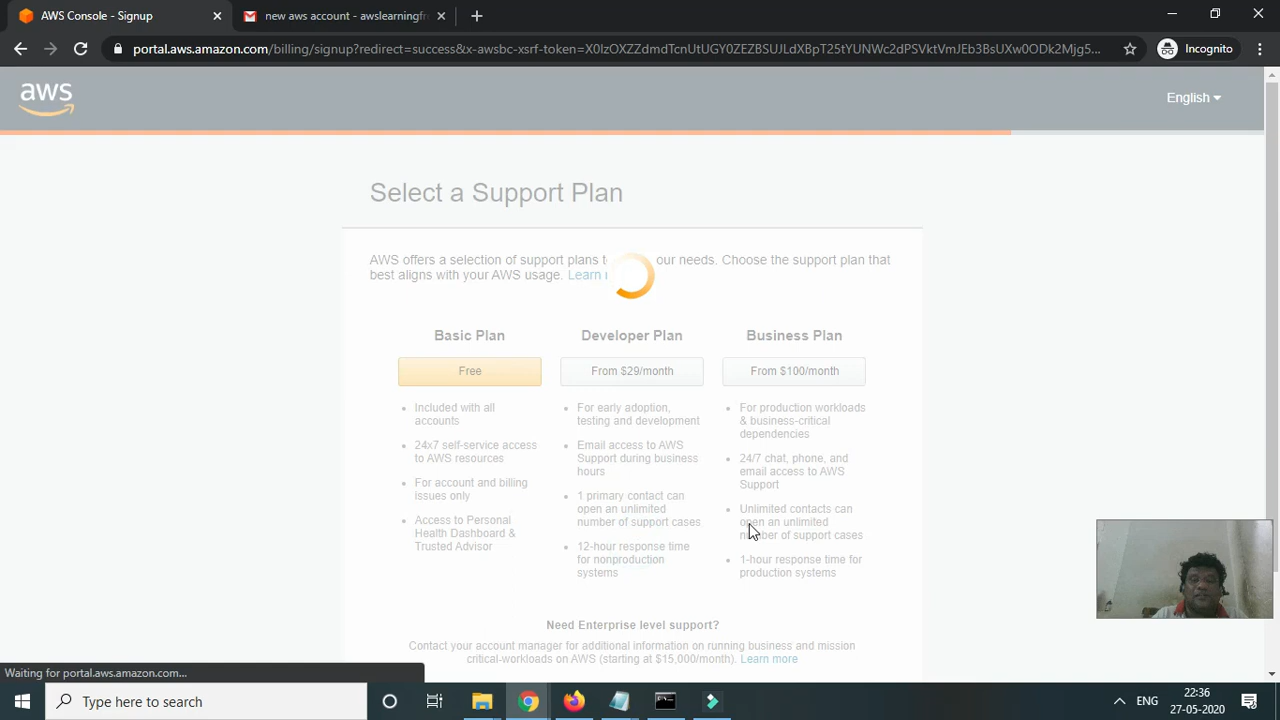 AWS Console - Signup
new aws account - awslearningfr
portal.aws.amazon.com/billing/signup?redirect=success&x-awsbc-xsrf-token=X0lzOXZZdmdTcnUtUGY0ZEZBSUJLdXBpT25tYUNWc2dPSVktVmJEb3BsUXw0ODk2Mjg5...
Incognito
aws
English
Select a Support Plan
AWS offers a selection of support plans t our needs. Choose the support plan that
best aligns with your AWS usage. Learn
Basic Plan
Free
Included with all
accounts
24x7 self-service access
to AWS resources
For account and billing
issues only
Access to Personal
Health Dashboard &
Trusted Advisor
Developer Plan
From $29/month
For early adoption,
testing and development
Email access to AWS
Support during business
hours
1 primary contact can
open an unlimited
number of support cases
12-hour response time
for nonproduction
systems
Business Plan
From $100/month
For production workloads
& business-critical
dependencies
24/7 chat, phone, and
email access to AWS
Support
Unlimited contacts can
open an unlimited
number of support cases
1-hour response time for
production systems
Need Enterprise level support?
Contact your account manager for additional information on running business and mission
critical-workloads on AWS (starting at $15,000/month). Learn more
Waiting for portal.aws.amazon.com...
Type here to search
ENG
22:36
27-05-2020